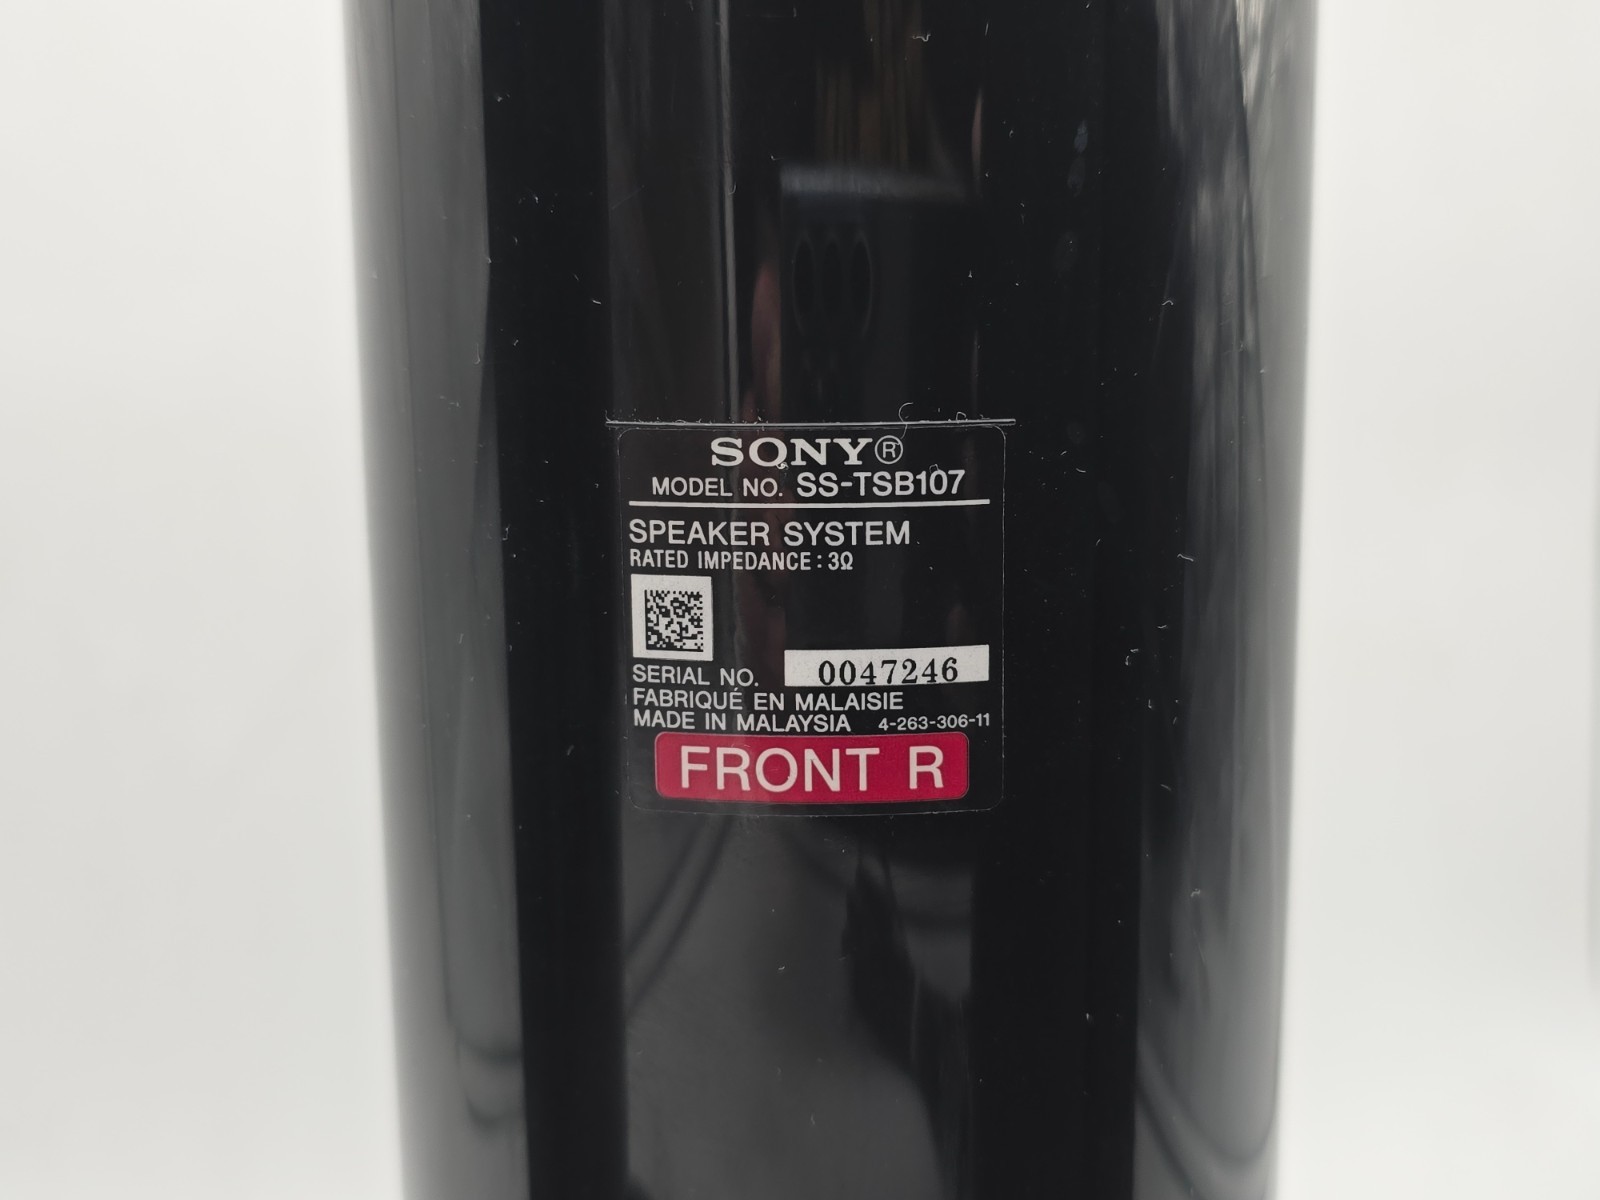 SONY®
MODEL NO. SS-TSB107
SPEAKER SYSTEM
RATED IMPEDANCE : 3Ω
SERIAL NO. 0047246
FABRIQUÉ EN MALAISIE
MADE IN MALAYSIA 4-263-306-11
FRONT R